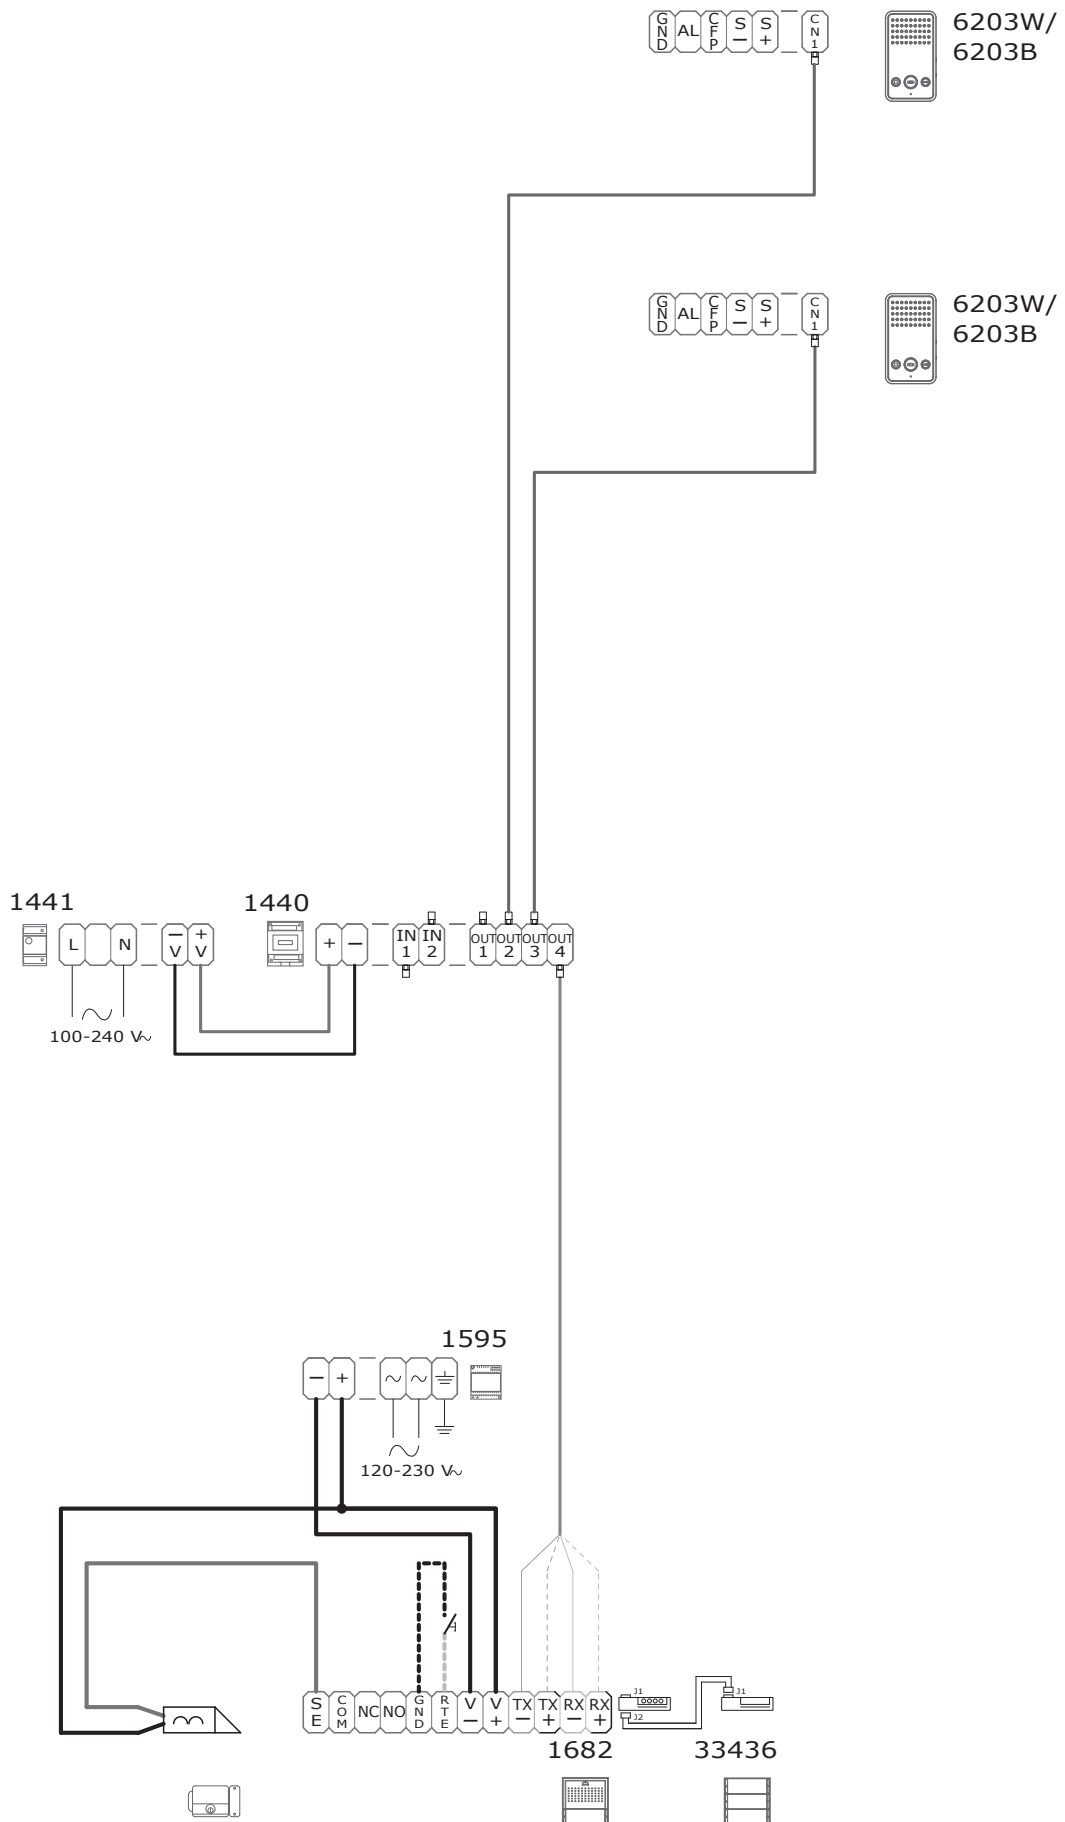 GND AL CFP S− S+ CN1
6203W/
6203B
GND AL CFP S− S+ CN1
6203W/
6203B
1441
1440
L N −V +V + − IN1 IN2 OUT1 OUT2 OUT3 OUT4
100-240 V~
1595
− + ~ ~
120-230 V~
SE COM NC NO GND RTE V− V+ TX− TX+ RX− RX+
J1 J1
J2
1682 33436